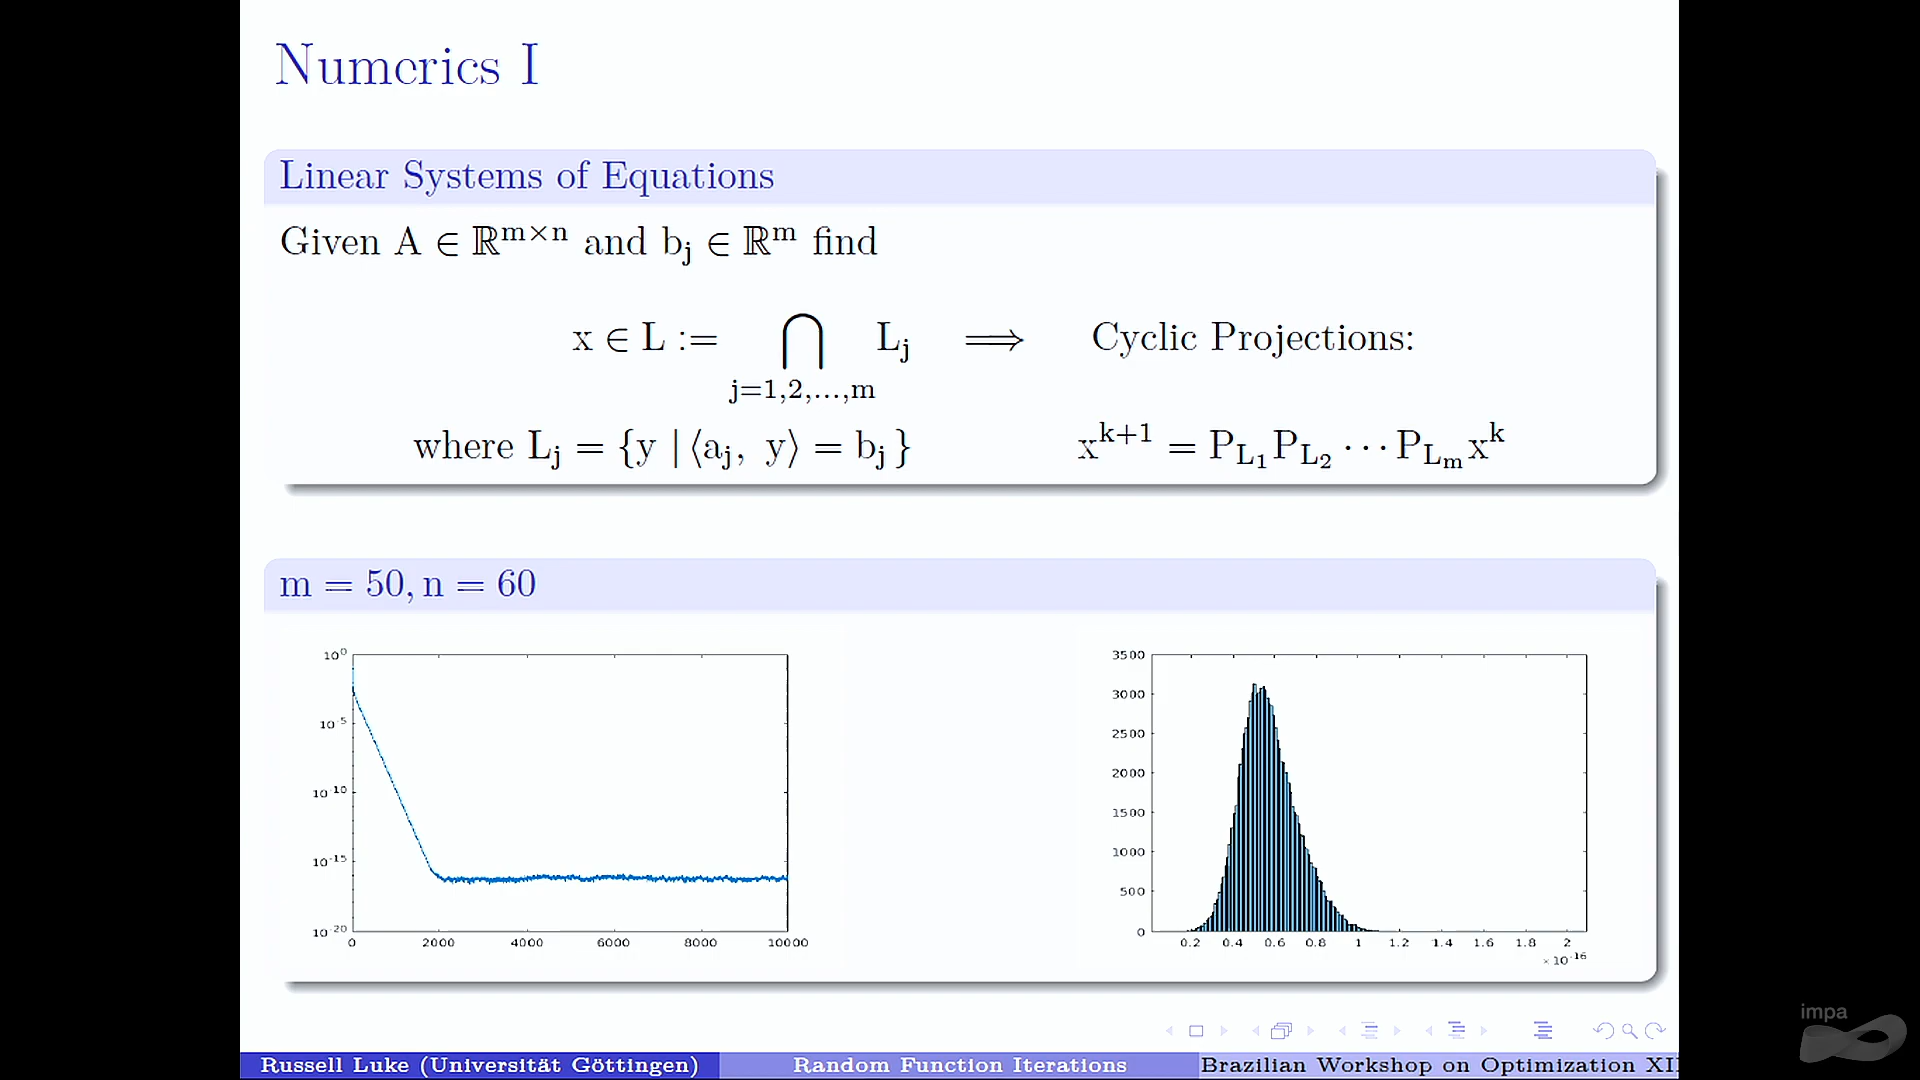 Numerics I
Linear Systems of Equations
Given A ∈ ℝ^{m×n} and b_j ∈ ℝ^m find
x ∈ L := ⋂_{j=1,2,...,m} L_j ⟹ Cyclic Projections:
where L_j = {y | ⟨a_j, y⟩ = b_j} x^{k+1} = P_{L_1}P_{L_2} ··· P_{L_m}x^k
m = 50, n = 60
10^0
10^-5
10^-10
10^-15
10^-20
0 2000 4000 6000 8000 10000
3500
3000
2500
2000
1500
1000
500
0
0.2 0.4 0.6 0.8 1 1.2 1.4 1.6 1.8 2
×10^-16
impa
Russell Luke (Universität Göttingen) Random Function Iterations Brazilian Workshop on Optimization XI